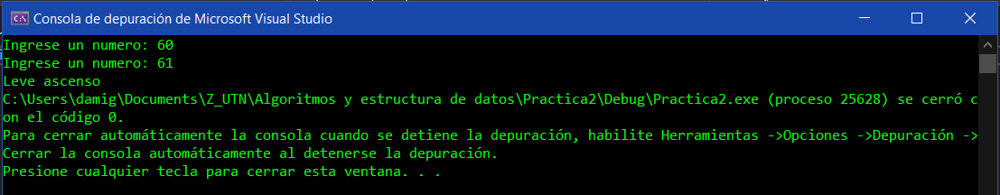 Consola de depuración de Microsoft Visual Studio
Ingrese un numero: 60
Ingrese un numero: 61
Leve ascenso
C:\Users\damig\Documents\Z_UTN\Algoritmos y estructura de datos\Practica2\Debug\Practica2.exe (proceso 25628) se cerró c
on el código 0.
Para cerrar automáticamente la consola cuando se detiene la depuración, habilite Herramientas ->Opciones ->Depuración ->
Cerrar la consola automáticamente al detenerse la depuración.
Presione cualquier tecla para cerrar esta ventana. . .